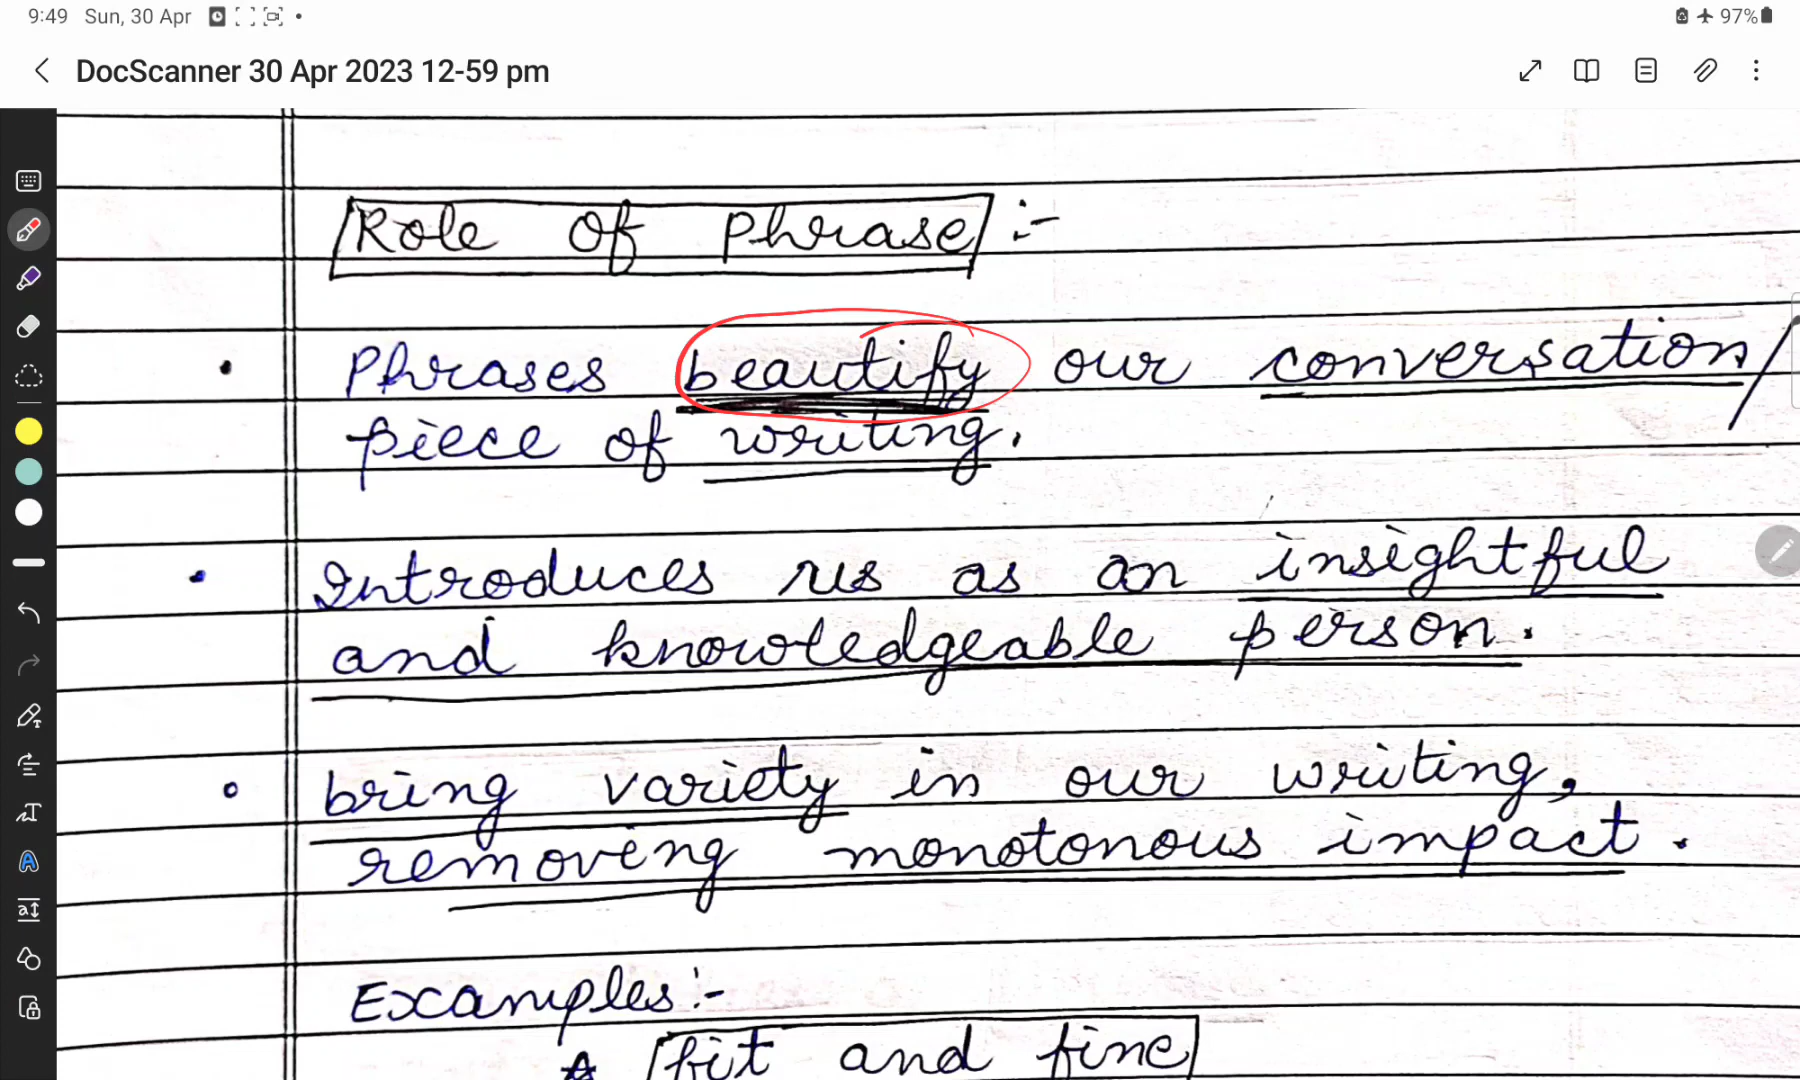 9:49 Sun, 30 Apr 97%
DocScanner 30 Apr 2023 12-59 pm
Role of Phrase :-
• Phrases beautify our conversation/
piece of writing.
• Introduces us as an insightful
and knowledgeable person.
• bring variety in our writing,
removing monotonous impact.
Examples:-
☆ fit and fine